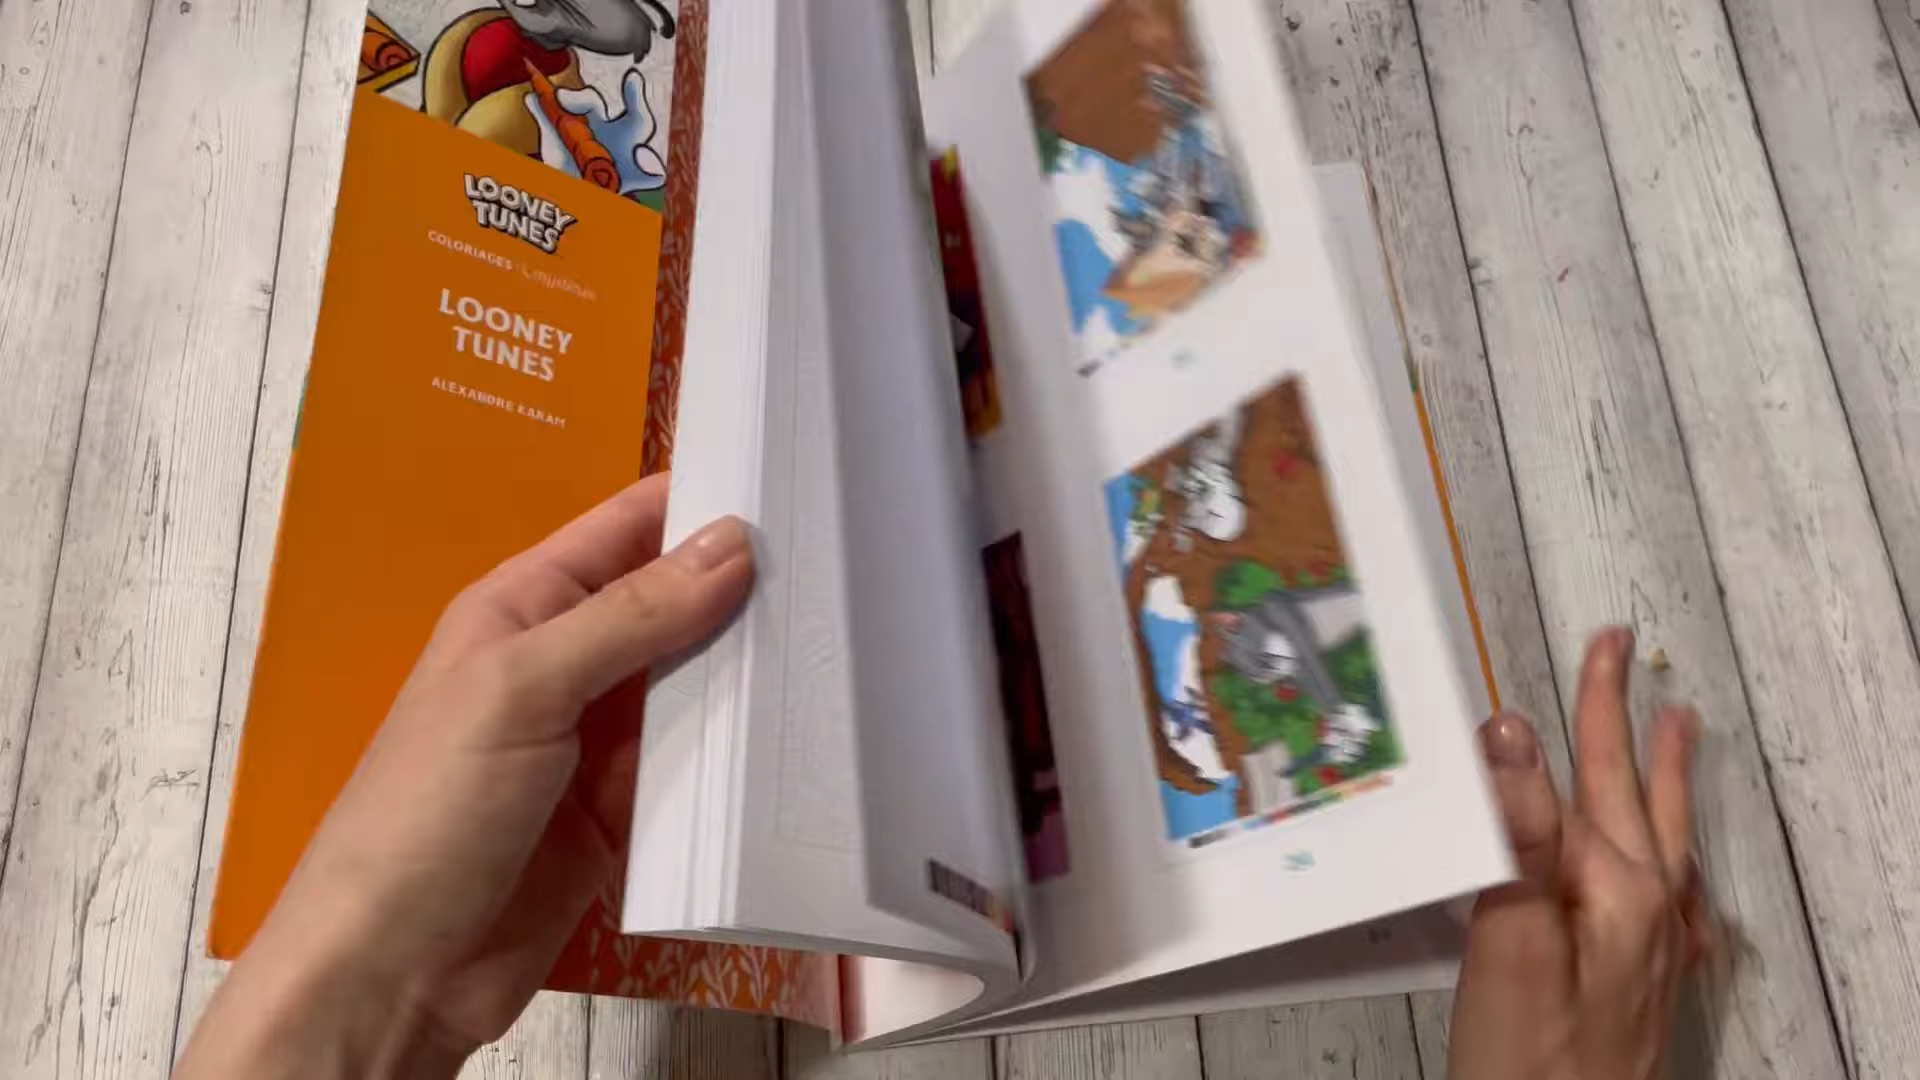 LOONEY
TUNES
COLORIAGES
LOONEY
TUNES
ALEXANDRE KARAM